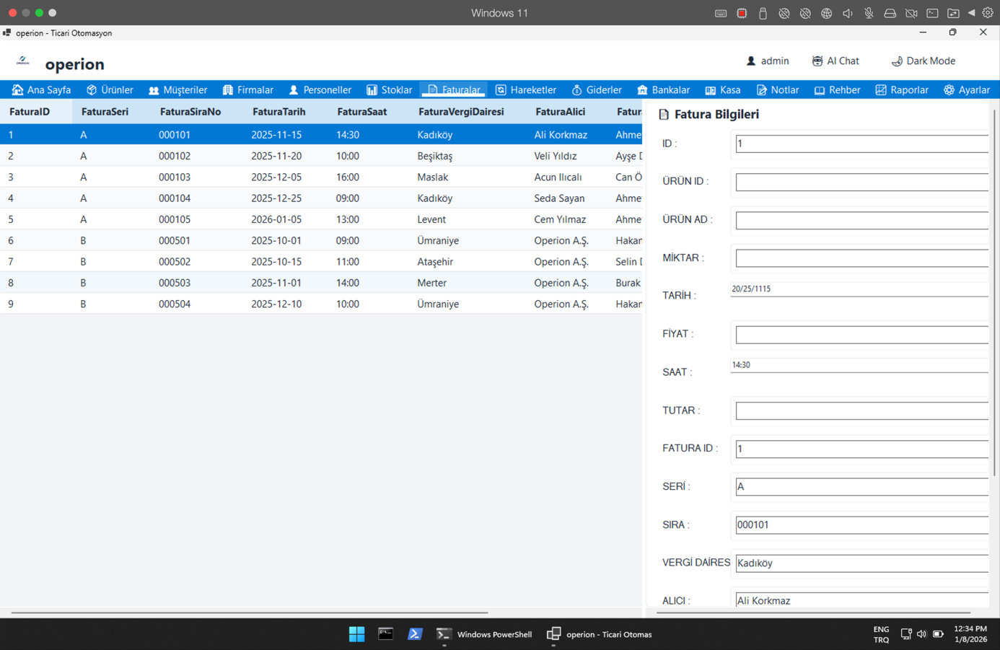 Windows 11
operion - Ticari Otomasyon
OPERION
operion
admin
AI Chat
Dark Mode
Ana Sayfa
Ürünler
Müşteriler
Firmalar
Personeller
Stoklar
Faturalar
Hareketler
Giderler
Bankalar
Kasa
Notlar
Rehber
Raporlar
Ayarlar
FaturaID FaturaSeri FaturaSiraNo FaturaTarih FaturaSaat FaturaVergiDairesi FaturaAlici Fatur
1 A 000101 2025-11-15 14:30 Kadıköy Ali Korkmaz Ahme
2 A 000102 2025-11-20 10:00 Beşiktaş Veli Yıldız Ayşe D
3 A 000103 2025-12-05 16:00 Maslak Acun Ilıcalı Can Ö
4 A 000104 2025-12-25 09:00 Kadıköy Seda Sayan Ahme
5 A 000105 2026-01-05 13:00 Levent Cem Yılmaz Ahme
6 B 000501 2025-10-01 09:00 Ümraniye Operion A.Ş. Hakan
7 B 000502 2025-10-15 11:00 Ataşehir Operion A.Ş. Selin D
8 B 000503 2025-11-01 14:00 Merter Operion A.Ş. Burak
9 B 000504 2025-12-10 10:00 Ümraniye Operion A.Ş. Hakan
Fatura Bilgileri
ID : 1
ÜRÜN ID :
ÜRÜN AD :
MİKTAR :
TARİH : 20/25/1115
FİYAT :
SAAT : 14:30
TUTAR :
FATURA ID : 1
SERİ : A
SIRA : 000101
VERGİ DAİRES Kadıköy
ALICI : Ali Korkmaz
Windows PowerShell
operion - Ticari Otomas
ENG
TRQ
12:34 PM
1/8/2026